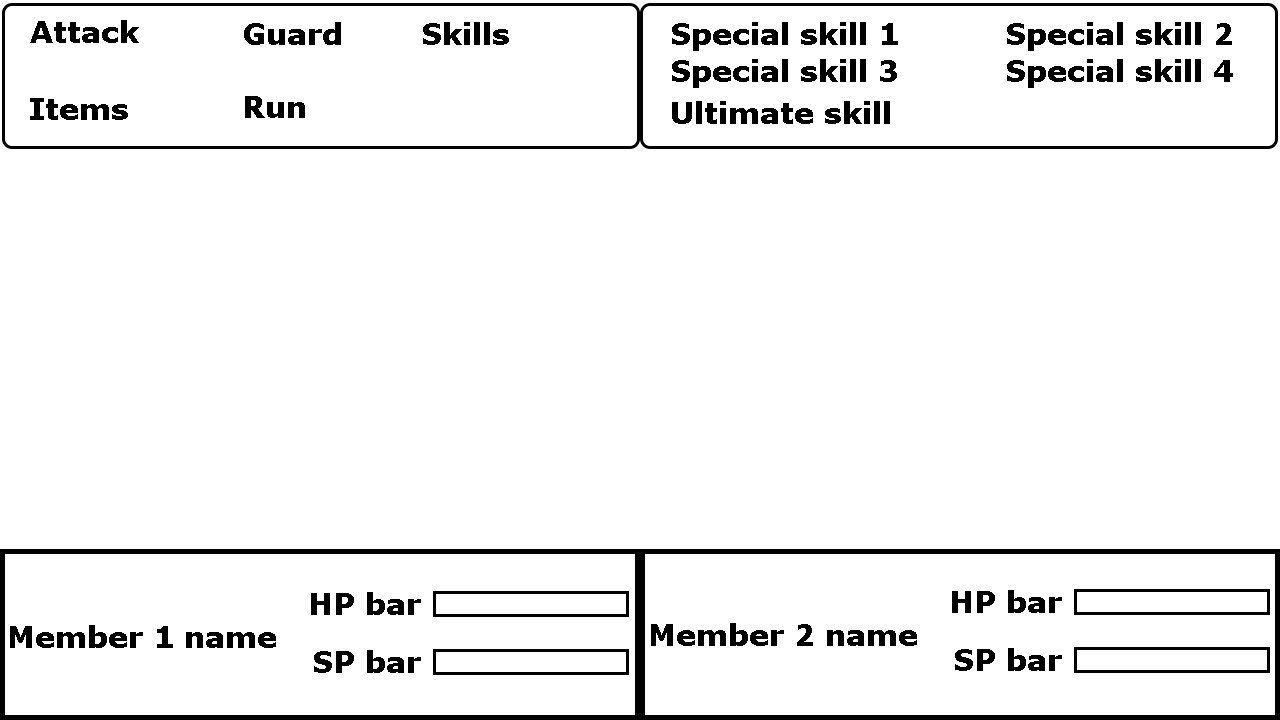 Attack Guard Skills
Items Run
Special skill 1 Special skill 2
Special skill 3 Special skill 4
Ultimate skill
Member 1 name
HP bar
SP bar
Member 2 name
HP bar
SP bar